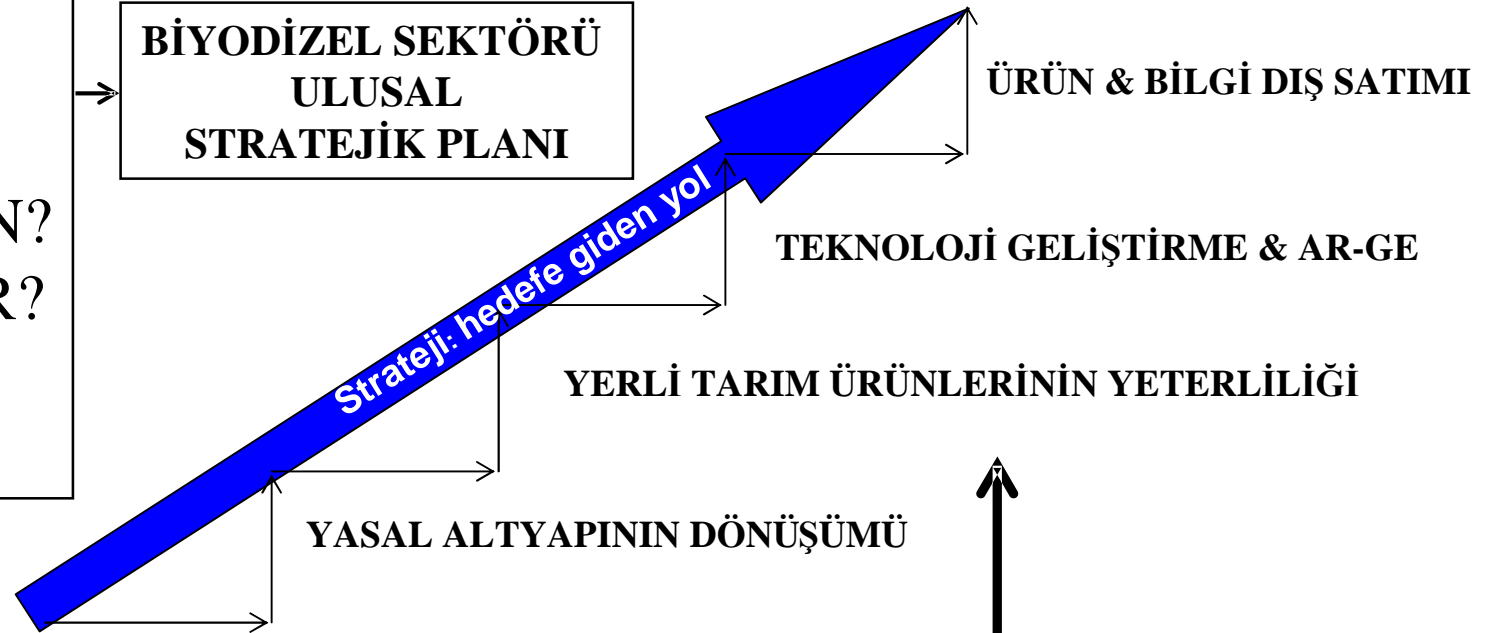 BİYODİZEL SEKTÖRÜ
ULUSAL
STRATEJİK PLANI
ÜRÜN & BİLGİ DIŞ SATIMI
TEKNOLOJİ GELİŞTİRME & AR-GE
Strateji: hedefe giden yol
YERLİ TARIM ÜRÜNLERİNİN YETERLİLİĞİ
YASAL ALTYAPININ DÖNÜŞÜMÜ